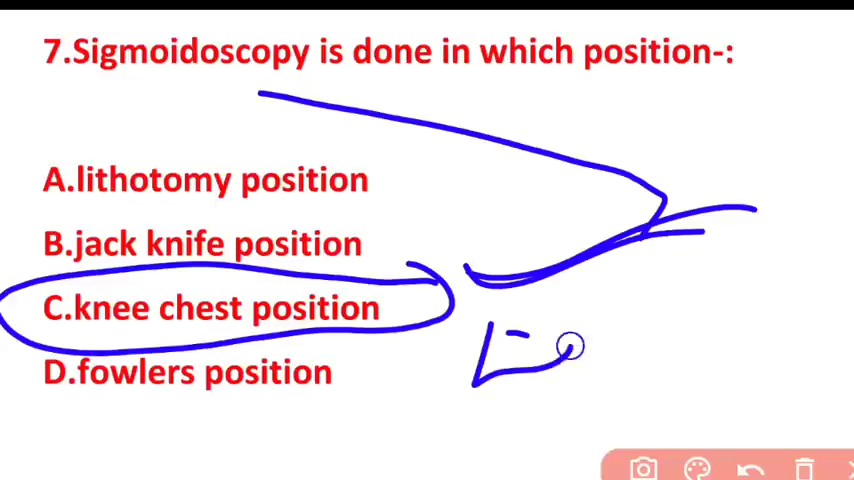 7.Sigmoidoscopy is done in which position-:
A.lithotomy position
B.jack knife position
C.knee chest position
D.fowlers position